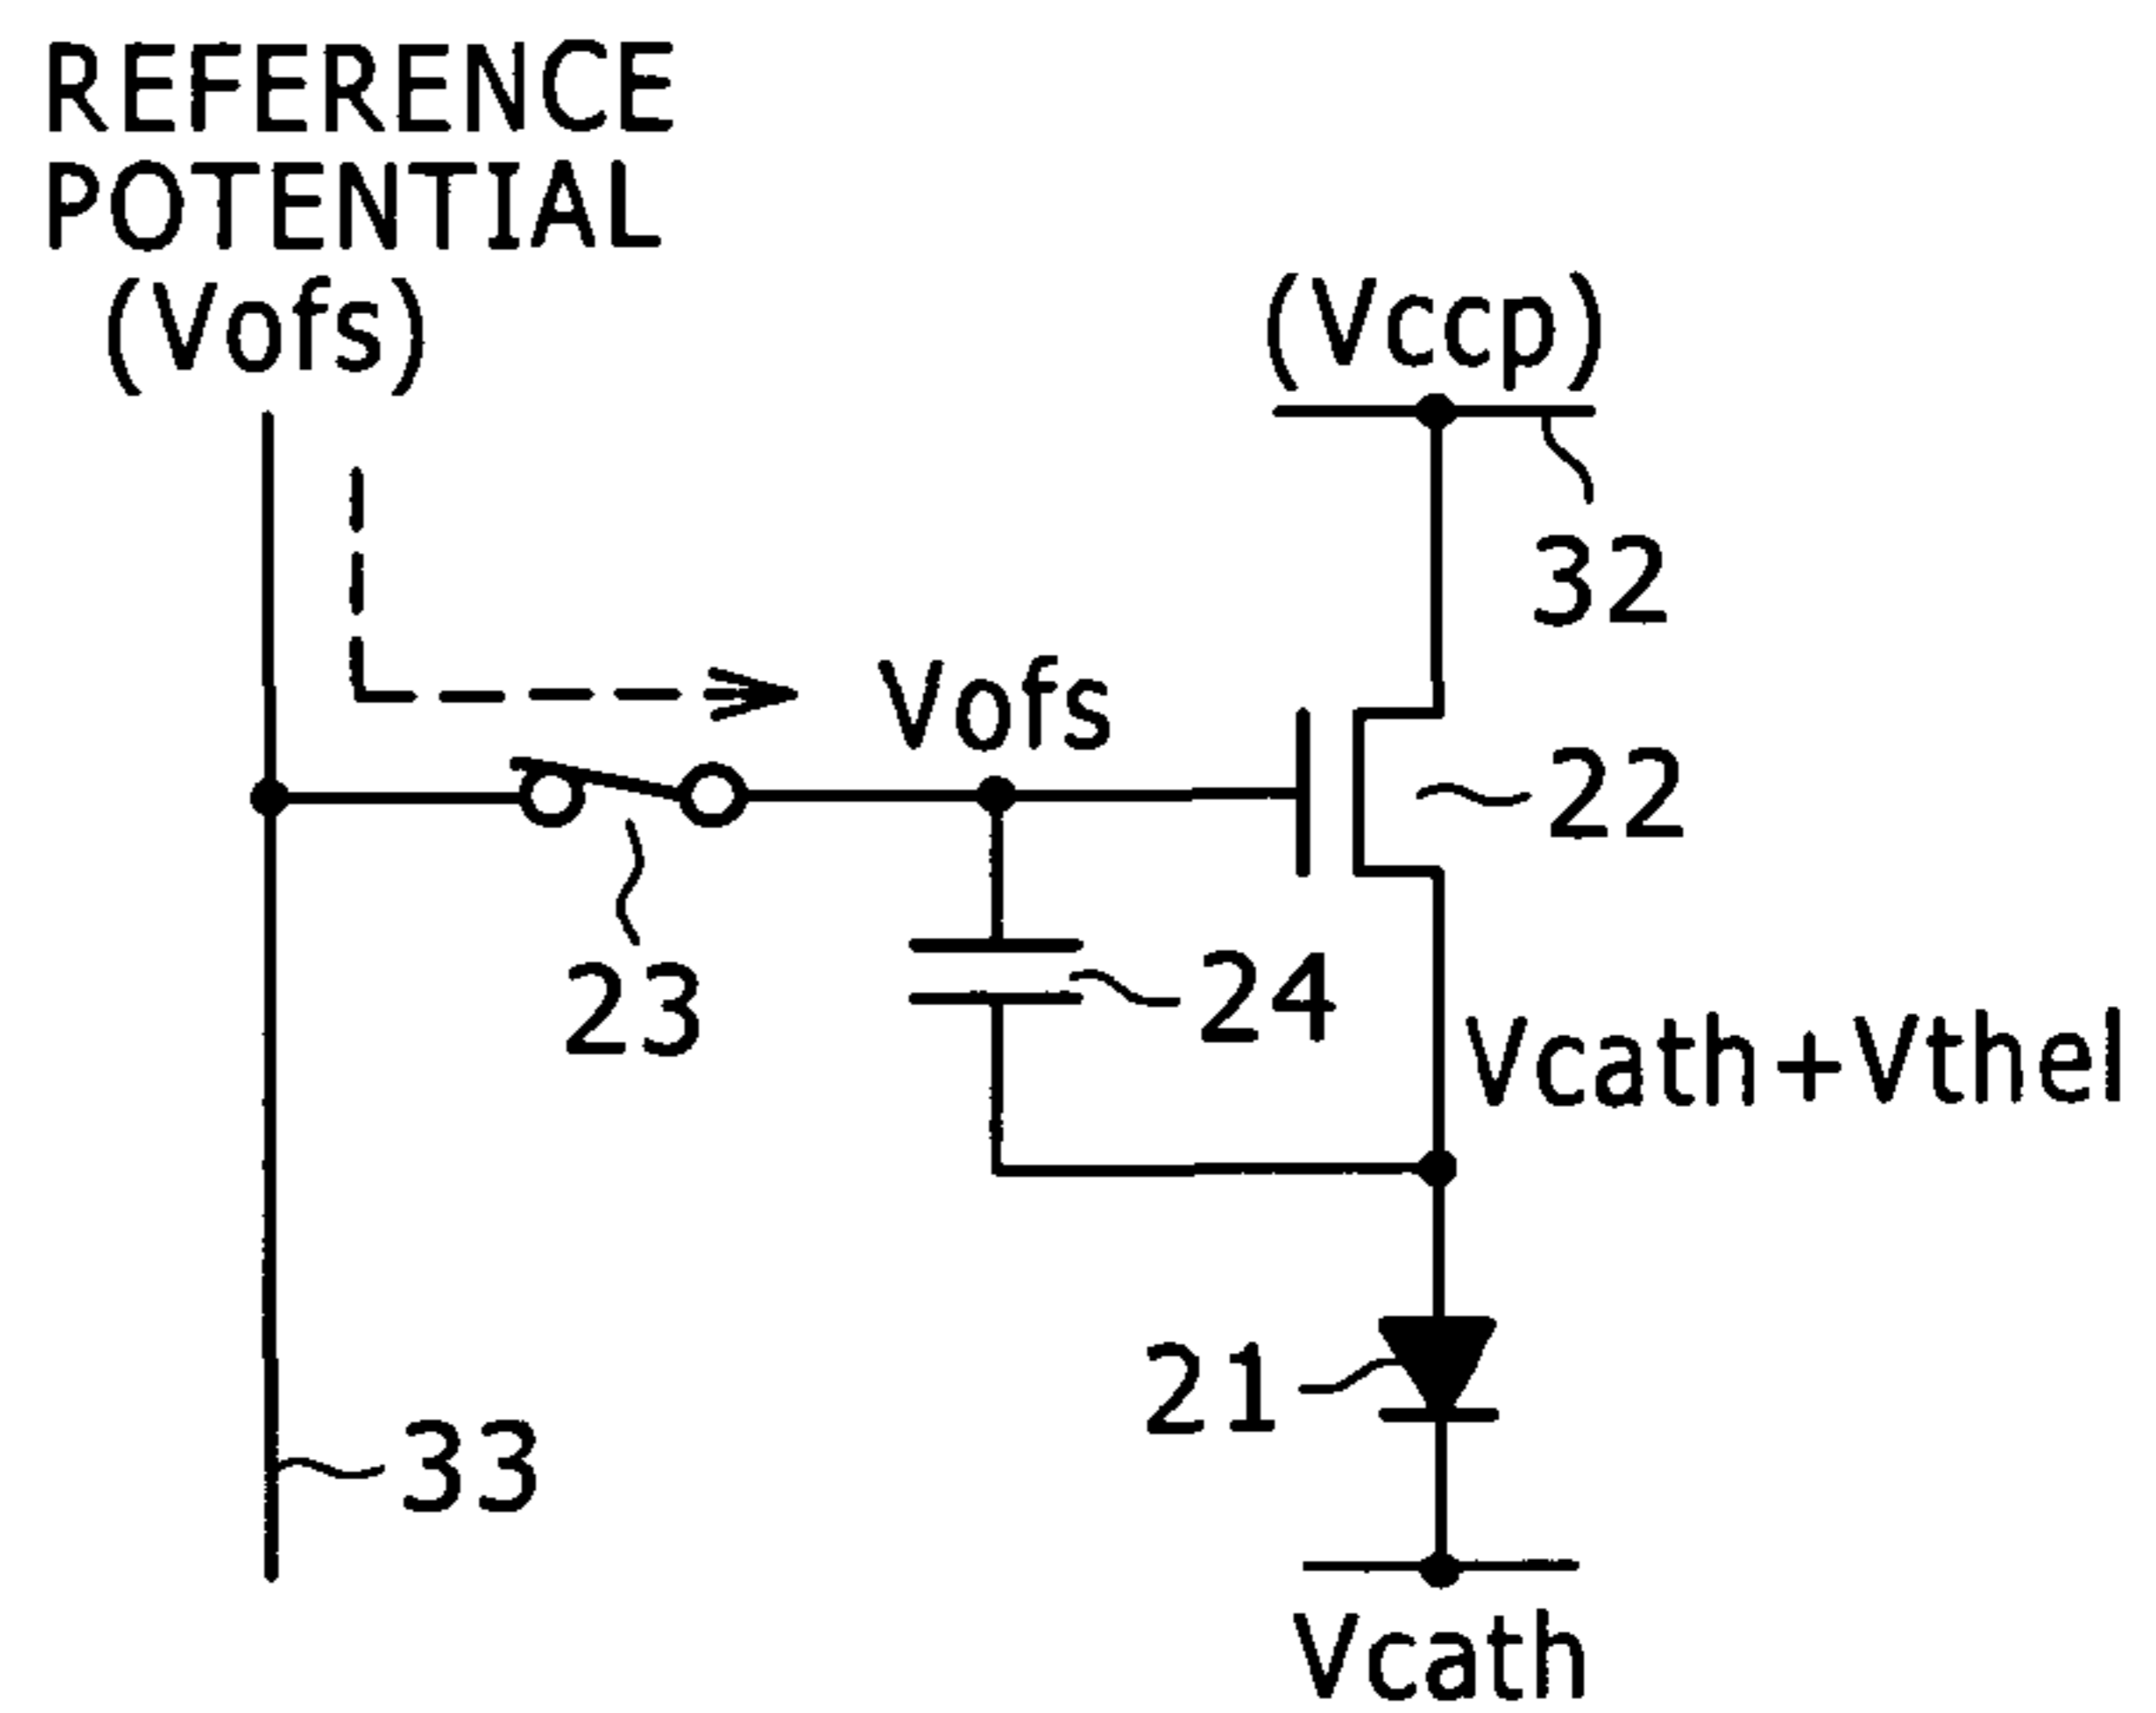 REFERENCE
POTENTIAL
(Vofs)
(Vccp)
32
Vofs
22
23
24
Vcath+Vthel
21
33
Vcath